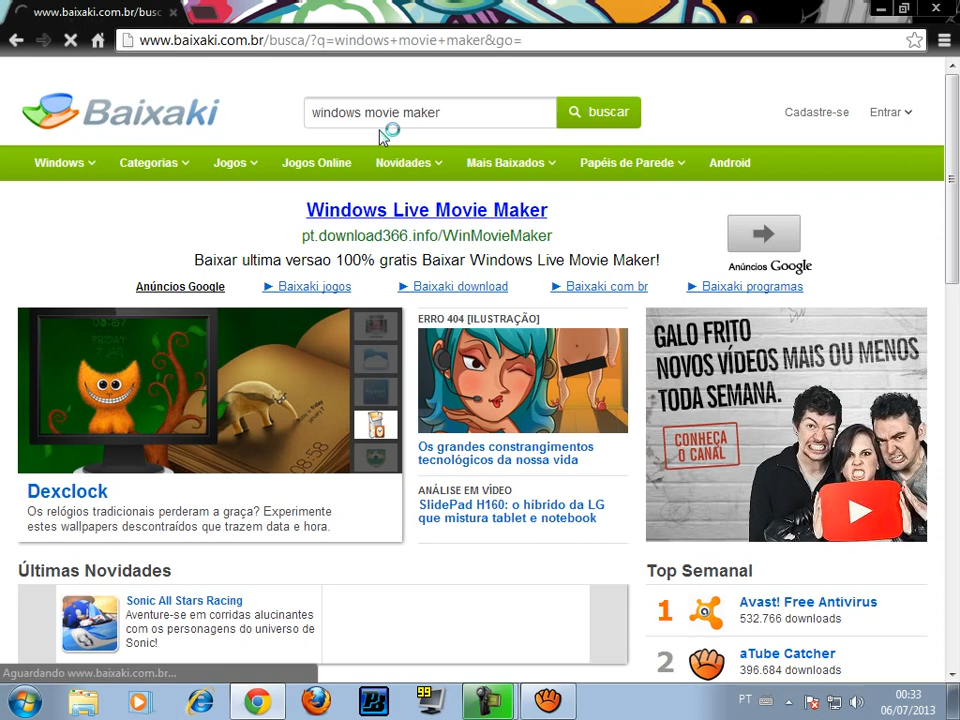 www.baixaki.com.br/busc
www.baixaki.com.br/busca/?q=windows+movie+maker&go=
Baixaki
windows movie maker
buscar
Cadastre-se
Entrar
Windows
Categorias
Jogos
Jogos Online
Novidades
Mais Baixados
Papéis de Parede
Android
Windows Live Movie Maker
pt.download366.info/WinMovieMaker
Baixar ultima versao 100% gratis Baixar Windows Live Movie Maker!
Anúncios Google
Anúncios Google
► Baixaki jogos
► Baixaki download
► Baixaki com br
► Baixaki programas
08:57
FRIDAY
7 JAN
08:58
Dexclock
Os relógios tradicionais perderam a graça? Experimente
estes wallpapers descontraídos que trazem data e hora.
ERRO 404 [ILUSTRAÇÃO]
Os grandes constrangimentos
tecnológicos da nossa vida
ANÁLISE EM VÍDEO
SlidePad H160: o híbrido da LG
que mistura tablet e notebook
GALO FRITO
NOVOS VÍDEOS MAIS OU MENOS
TODA SEMANA.
CONHEÇA
O CANAL
Últimas Novidades
Sonic All Stars Racing
Aventure-se em corridas alucinantes
com os personagens do universo de
Sonic!
Top Semanal
1
Avast! Free Antivirus
532.766 downloads
2
aTube Catcher
396.684 downloads
Aguardando www.baixaki.com.br...
99
PT
00:33
06/07/2013